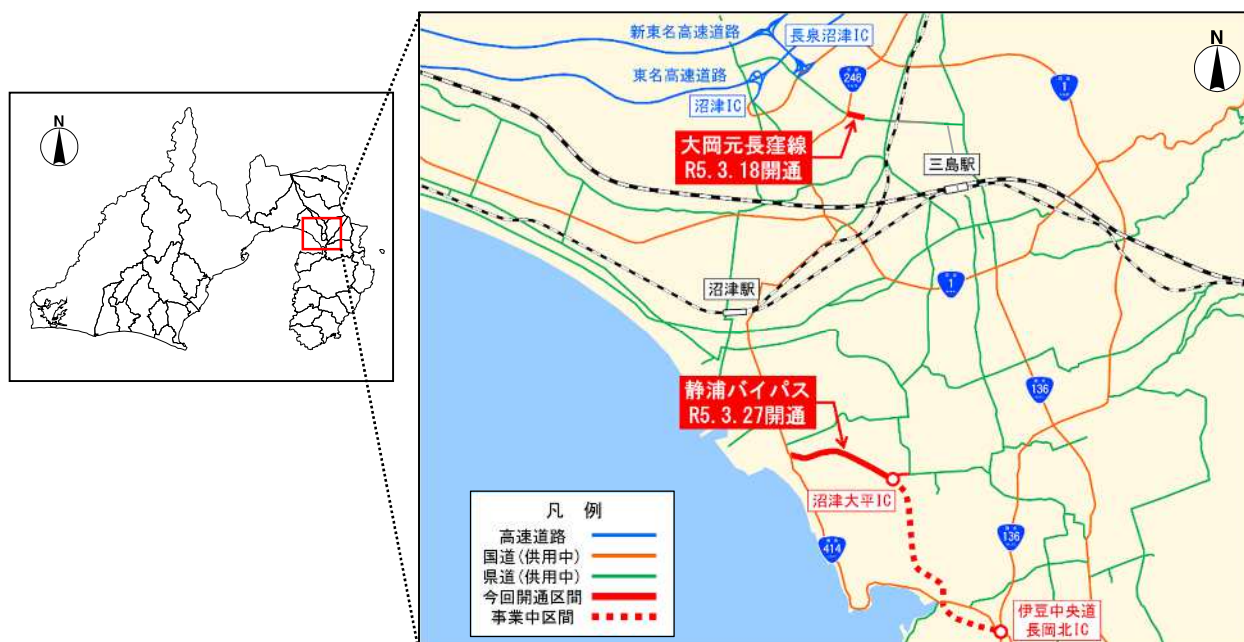 N
新東名高速道路
長泉沼津IC
東名高速道路
沼津IC
246
1
N
大岡元長窪線
R5.3.18開通
三島駅
沼津駅
1
136
静浦バイパス
R5.3.27開通
沼津大平IC
414
136
伊豆中央道
長岡北IC
凡 例
高速道路
国道(供用中)
県道(供用中)
今回開通区間
事業中区間